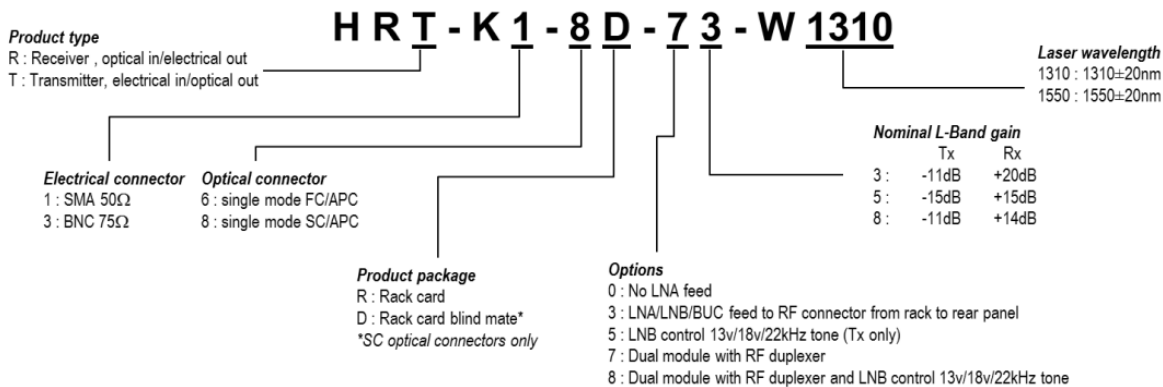 HRT-K1-8D-73-W1310
Product type
R : Receiver , optical in/electrical out
T : Transmitter, electrical in/optical out
Laser wavelength
1310 : 1310±20nm
1550 : 1550±20nm
Nominal L-Band gain
Tx Rx
3 : -11dB +20dB
5 : -15dB +15dB
8 : -11dB +14dB
Electrical connector
1 : SMA 50Ω
3 : BNC 75Ω
Optical connector
6 : single mode FC/APC
8 : single mode SC/APC
Product package
R : Rack card
D : Rack card blind mate*
*SC optical connectors only
Options
0 : No LNA feed
3 : LNA/LNB/BUC feed to RF connector from rack to rear panel
5 : LNB control 13v/18v/22kHz tone (Tx only)
7 : Dual module with RF duplexer
8 : Dual module with RF duplexer and LNB control 13v/18v/22kHz tone